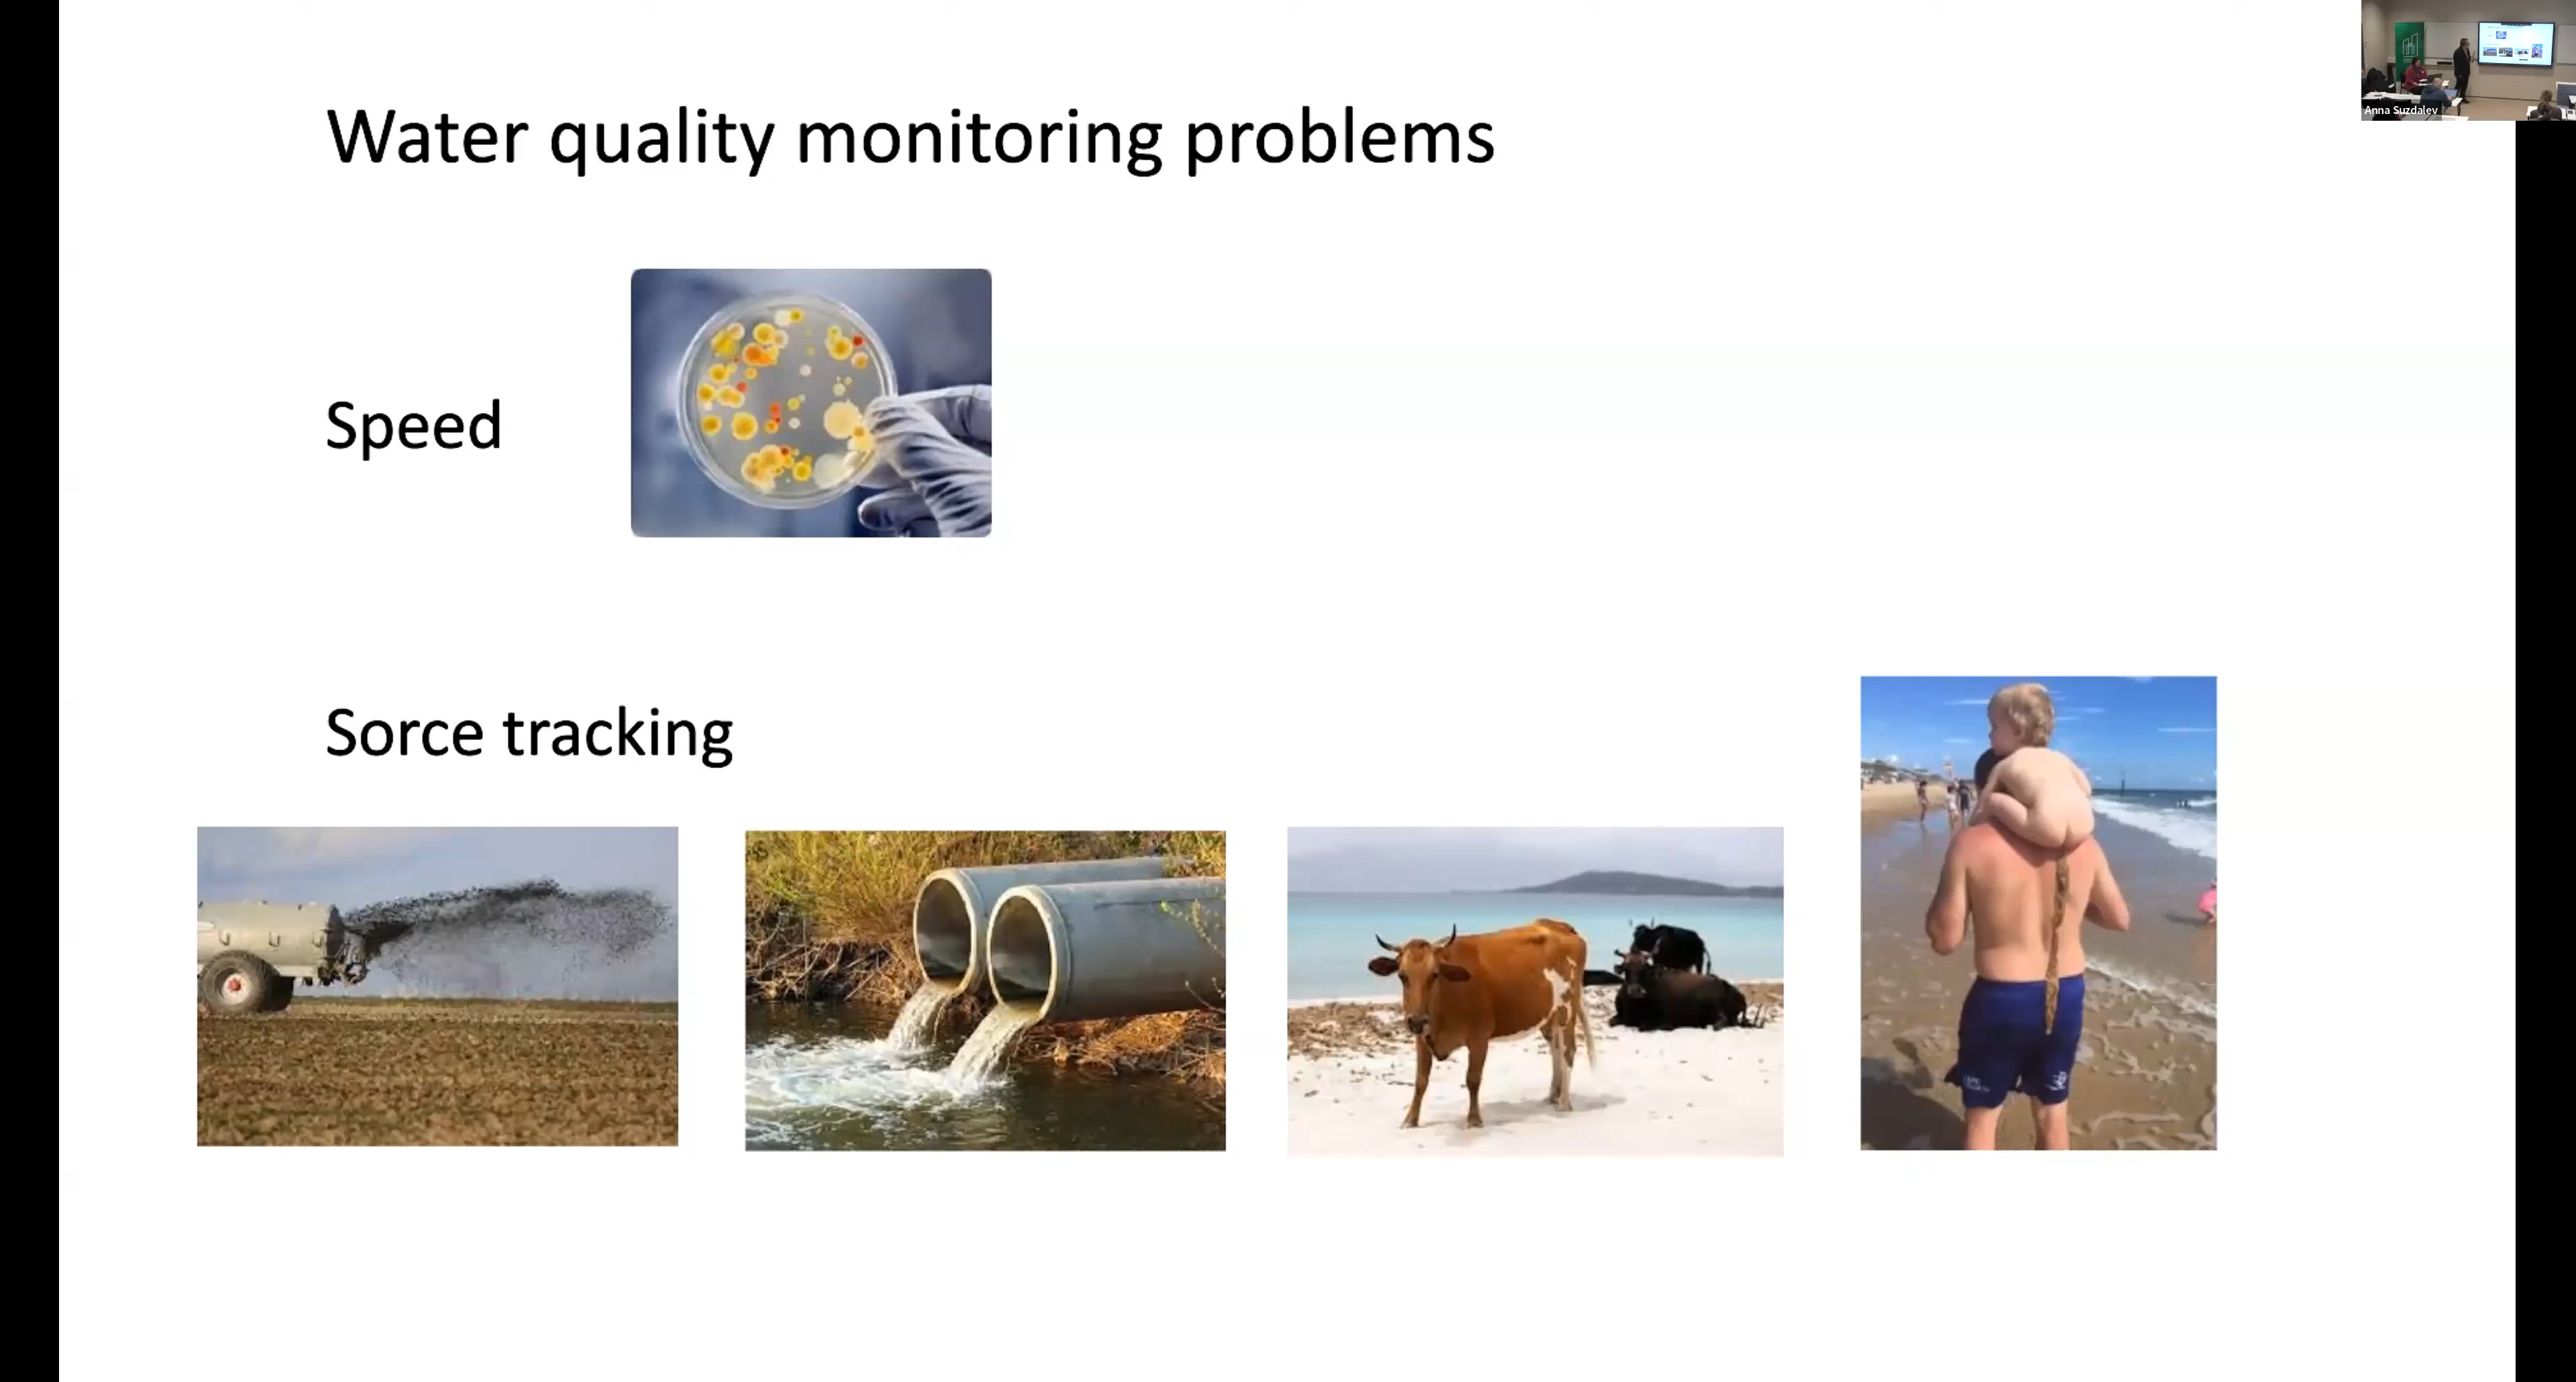 Water quality monitoring problems
Anna Suzdalev
Speed
Sorce tracking